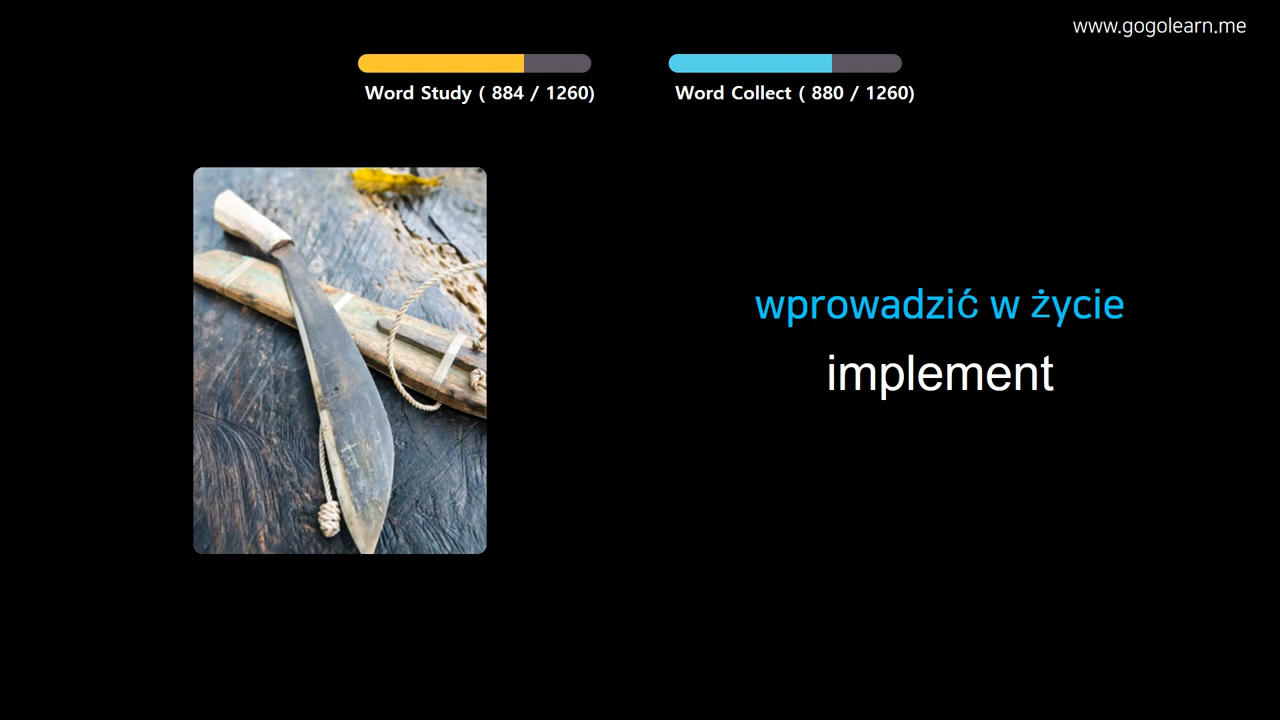 www.gogolearn.me
Word Study ( 884 / 1260)
Word Collect ( 880 / 1260)
wprowadzić w życie
implement